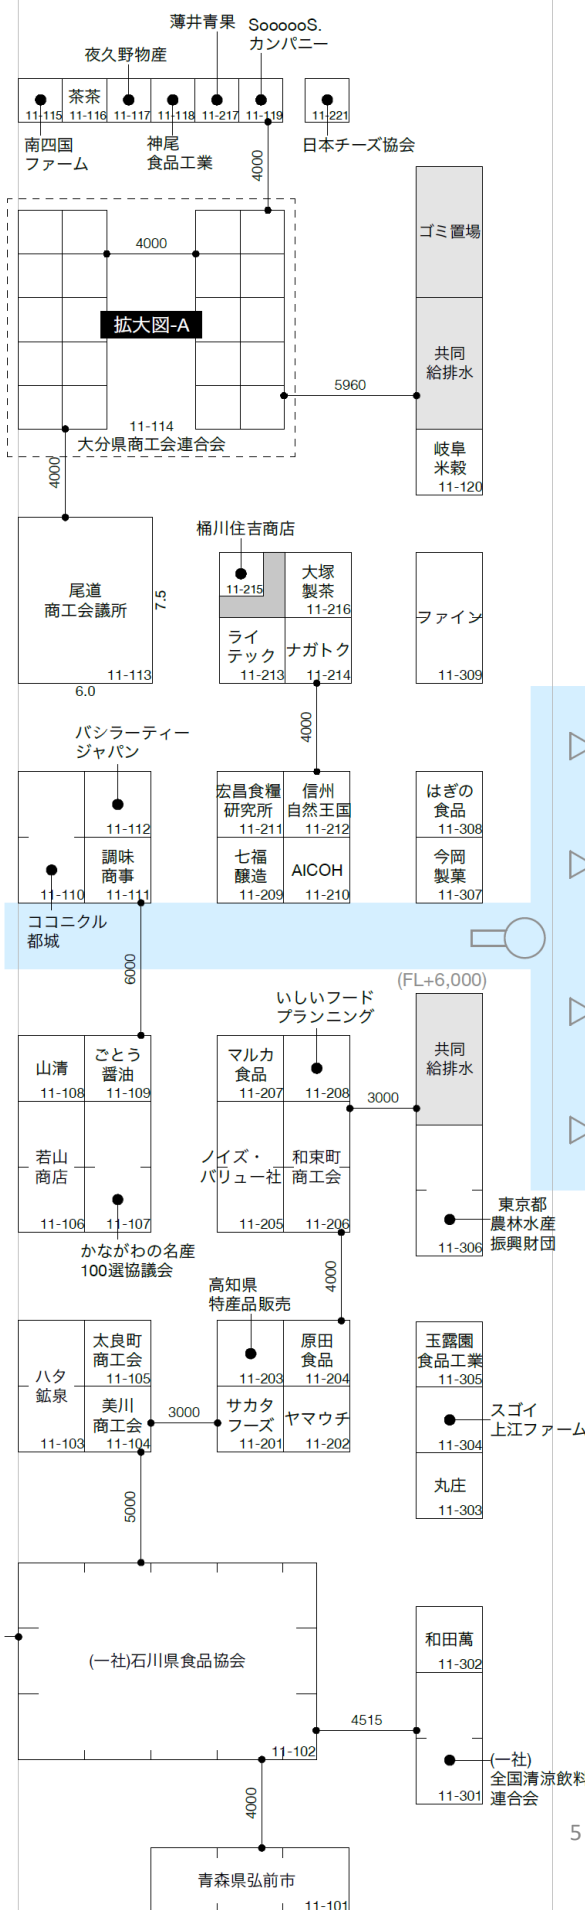 薄井青果
SoooooS.
カンパニー
夜久野物産
茶茶
11-115
11-116
11-117
11-118
11-217
11-119
11-221
南四国
ファーム
神尾
食品工業
日本チーズ協会
4000
ゴミ置場
4000
拡大図-A
共同
給排水
5960
11-114
大分県商工会連合会
岐阜
米穀
11-120
4000
桶川住吉商店
尾道
商工会議所
7.5
11-113
6.0
11-215
大塚
製茶
11-216
ライ
テック
11-213
ナガトク
11-214
ファイン
11-309
4000
バシラーティー
ジャパン
11-112
宏昌食糧
研究所
11-211
信州
自然王国
11-212
はぎの
食品
11-308
11-110
調味
商事
11-111
七福
醸造
11-209
AICOH
11-210
今岡
製菓
11-307
ココニクル
都城
6000
(FL+6,000)
いしいフード
プランニング
山清
11-108
ごとう
醤油
11-109
マルカ
食品
11-207
11-208
共同
給排水
3000
若山
商店
11-106
11-107
ノイズ・
バリュー社
11-205
和束町
商工会
11-206
東京都
農林水産
振興財団
11-306
かながわの名産
100選協議会
4000
高知県
特産品販売
ハタ
鉱泉
11-103
太良町
商工会
11-105
11-203
原田
食品
11-204
玉露園
食品工業
11-305
美川
商工会
11-104
3000
サカタ
フーズ
11-201
ヤマウチ
11-202
スゴイ
上江ファーム
11-304
丸庄
11-303
5000
(一社)石川県食品協会
11-102
和田萬
11-302
4515
(一社)
全国清涼飲料
連合会
11-301
4000
5
青森県弘前市
11-101